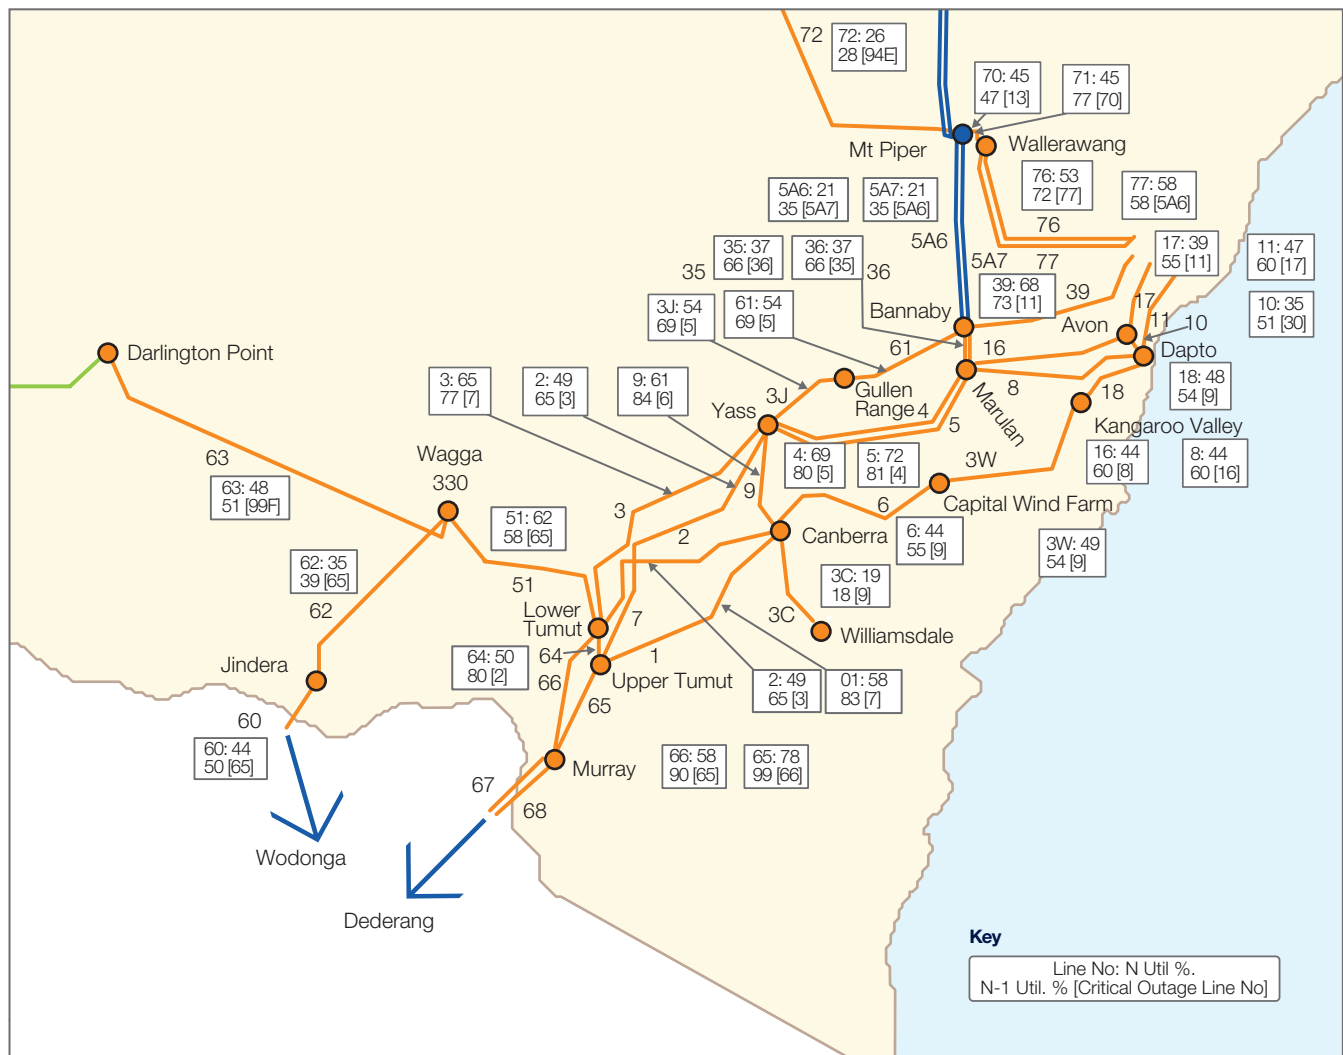 72
72: 26
28 [94E]
70: 45
47 [13]
71: 45
77 [70]
Mt Piper
Wallerawang
76: 53
72 [77]
77: 58
58 [5A6]
5A6: 21
35 [5A7]
5A7: 21
35 [5A6]
76
5A6
5A7
77
17: 39
55 [11]
11: 47
60 [17]
35
35: 37
66 [36]
36: 37
66 [35]
36
39: 68
73 [11]
39
17
11
10
10: 35
51 [30]
3J: 54
69 [5]
61: 54
69 [5]
Bannaby
Avon
61
16
Dapto
Darlington Point
3: 65
77 [7]
2: 49
65 [3]
9: 61
84 [6]
3J
Gullen
Range
4
8
18
18: 48
54 [9]
Yass
5
Marulan
Kangaroo Valley
63
Wagga
330
63: 48
51 [99F]
9
4: 69
80 [5]
5: 72
81 [4]
3W
16: 44
60 [8]
8: 44
60 [16]
51: 62
58 [65]
3
2
6
Capital Wind Farm
Canberra
6: 44
55 [9]
3W: 49
54 [9]
62: 35
39 [65]
62
51
3C: 19
18 [9]
Lower
Tumut
7
3C
Williamsdale
Jindera
64: 50
80 [2]
64
66
1
Upper Tumut
2: 49
65 [3]
01: 58
83 [7]
65
60
60: 44
50 [65]
Murray
66: 58
90 [65]
65: 78
99 [66]
67
68
Wodonga
Dederang
Key
Line No: N Util %.
N-1 Util. % [Critical Outage Line No]